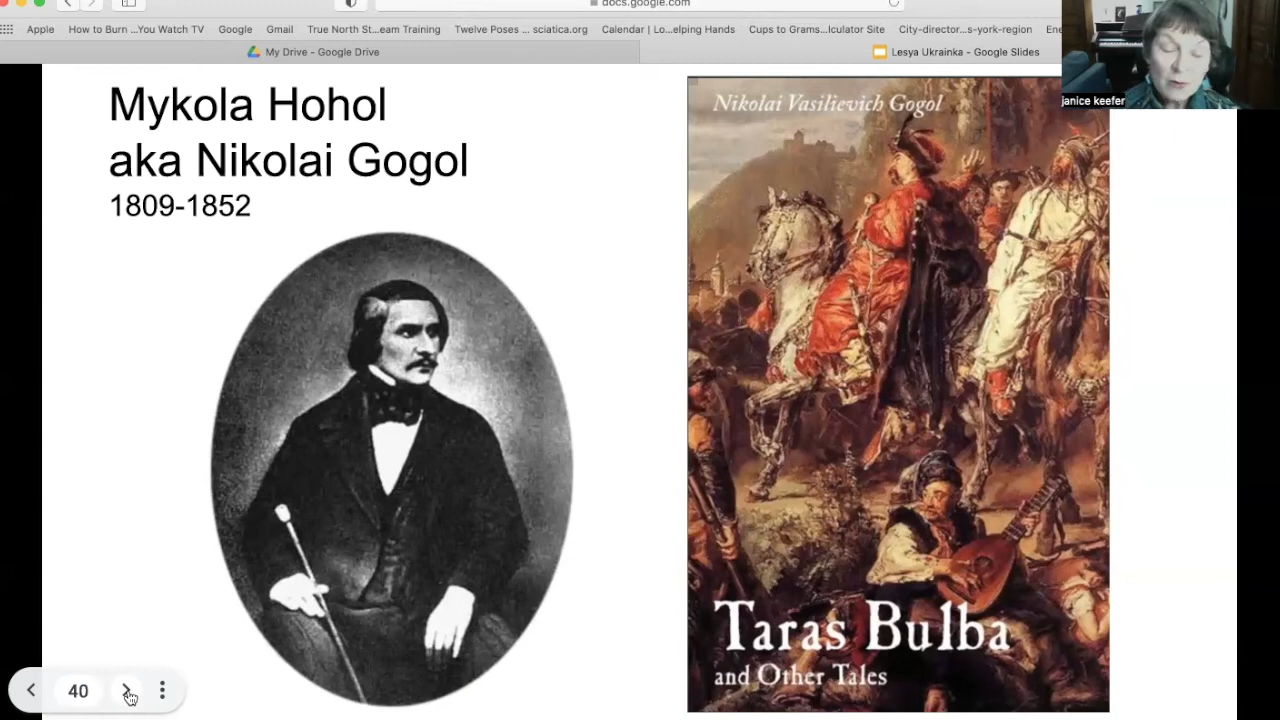 docs.google.com
Apple
How to Burn ...You Watch TV
Google
Gmail
True North St...eam Training
Twelve Poses ... sciatica.org
Calendar | Lo...elping Hands
Cups to Grams...lculator Site
City-director...s-york-region
Ene
My Drive - Google Drive
Lesya Ukrainka - Google Slides
janice keefer
Mykola Hohol
aka Nikolai Gogol
1809-1852
Nikolai Vasilievich Gogol
Taras Bulba
and Other Tales
40